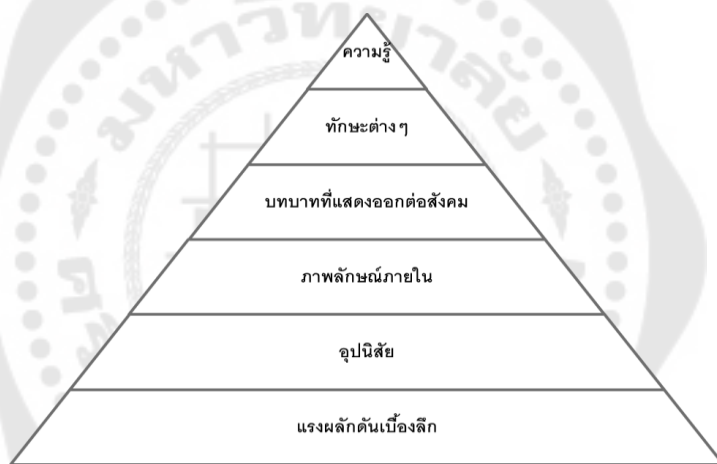 ความรู้
ทักษะต่างๆ
บทบาทที่แสดงออกต่อสังคม
ภาพลักษณ์ภายใน
อุปนิสัย
แรงผลักดันเบื้องลึก